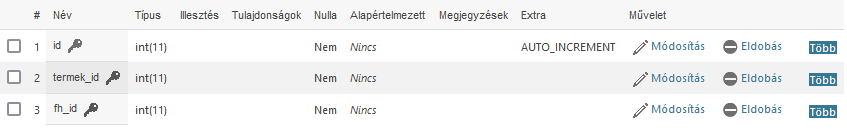 # Név Típus Illesztés Tulajdonságok Nulla Alapértelmezett Megjegyzések Extra Művelet
1 id int(11) Nem Nincs AUTO_INCREMENT Módosítás Eldobás Több
2 termek_id int(11) Nem Nincs Módosítás Eldobás Több
3 fh_id int(11) Nem Nincs Módosítás Eldobás Több